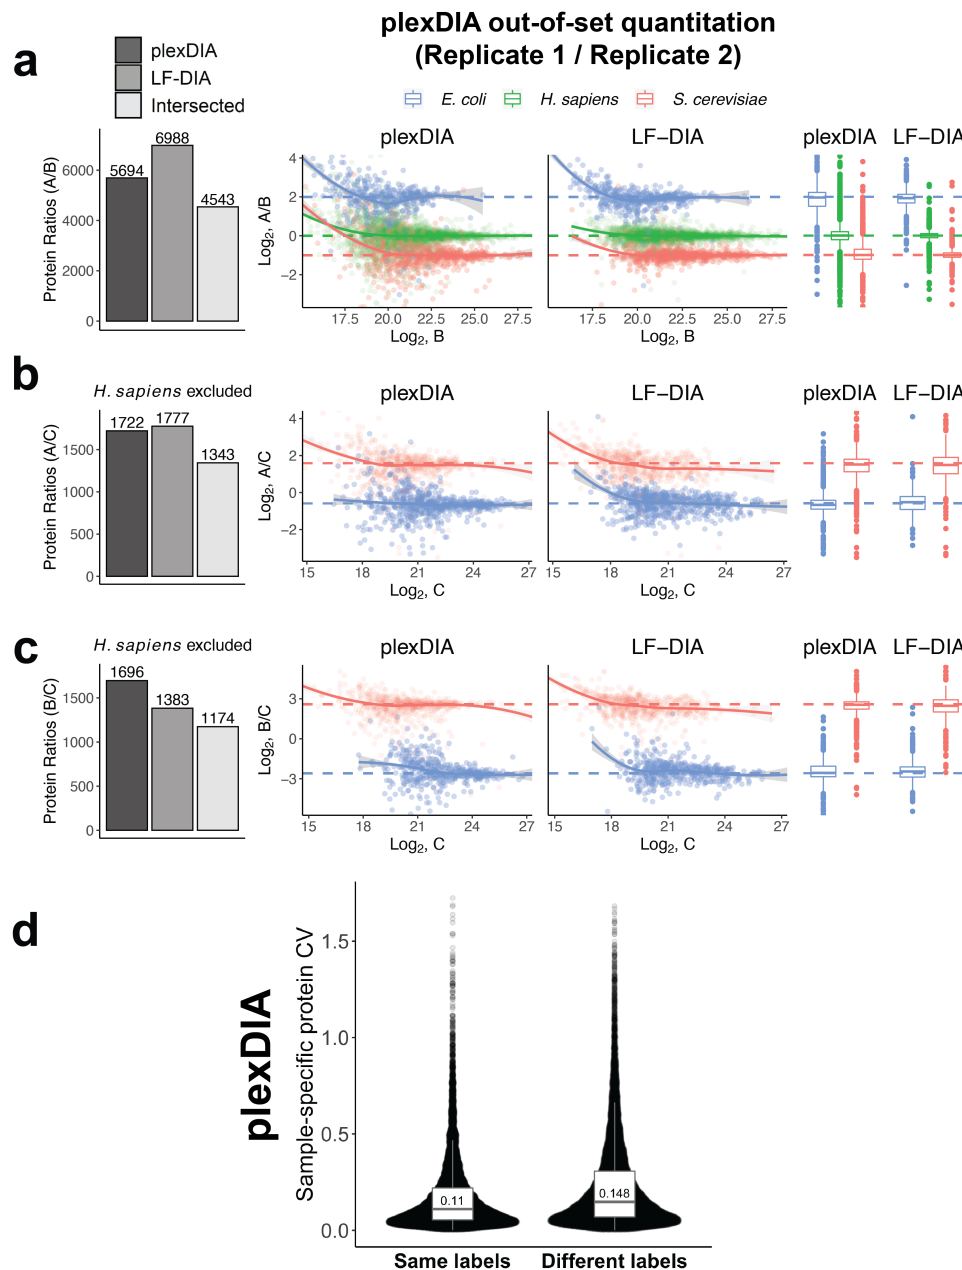 plexDIA out-of-set quantitation
(Replicate 1 / Replicate 2)
a
plexDIA
LF-DIA
Intersected
E. coli
H. sapiens
S. cerevisiae
Protein Ratios (A/B)
6000
4000
2000
0
5694
6988
4543
plexDIA
LF−DIA
plexDIA
LF−DIA
Log2, A/B
4
2
0
−2
17.5
20.0
22.5
25.0
27.5
Log2, B
17.5
20.0
22.5
25.0
27.5
Log2, B
b
H. sapiens excluded
Protein Ratios (A/C)
1500
1000
500
0
1722
1777
1343
plexDIA
LF−DIA
plexDIA
LF−DIA
Log2, A/C
4
2
0
−2
15
18
21
24
27
Log2, C
15
18
21
24
27
Log2, C
c
H. sapiens excluded
Protein Ratios (B/C)
1500
1000
500
0
1696
1383
1174
plexDIA
LF−DIA
plexDIA
LF−DIA
Log2, B/C
3
0
−3
15
18
21
24
27
Log2, C
15
18
21
24
27
Log2, C
d
plexDIA
Sample-specific protein CV
1.5
1.0
0.5
0.0
0.11
0.148
Same labels
Different labels